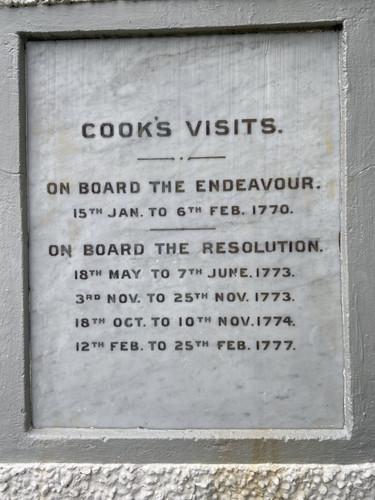 COOK'S VISITS.
ON BOARD THE ENDEAVOUR.
15TH JAN. TO 6TH FEB. 1770.
ON BOARD THE RESOLUTION.
18TH MAY TO 7TH JUNE. 1773.
3RD NOV. TO 25TH NOV. 1773.
18TH OCT. TO 10TH NOV. 1774.
12TH FEB. TO 25TH FEB. 1777.